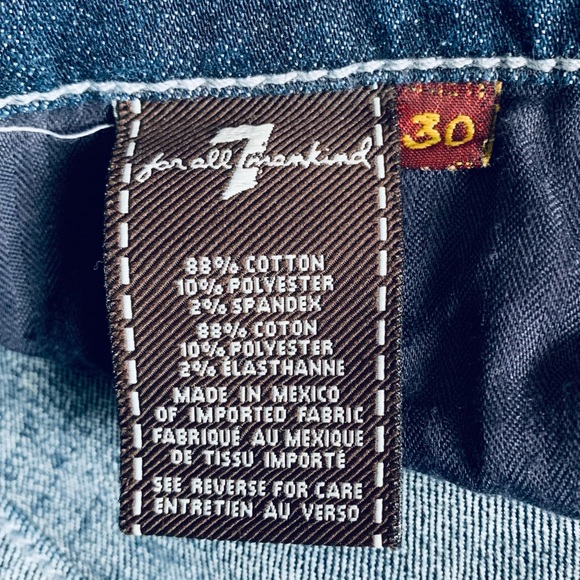 7
for all mankind
30
88% COTTON
10% POLYESTER
2% SPANDEX
88% COTON
10% POLYESTER
2% ÉLASTHANNE
MADE IN MEXICO
OF IMPORTED FABRIC
FABRIQUÉ AU MEXIQUE
DE TISSU IMPORTÉ
SEE REVERSE FOR CARE
ENTRETIEN AU VERSO